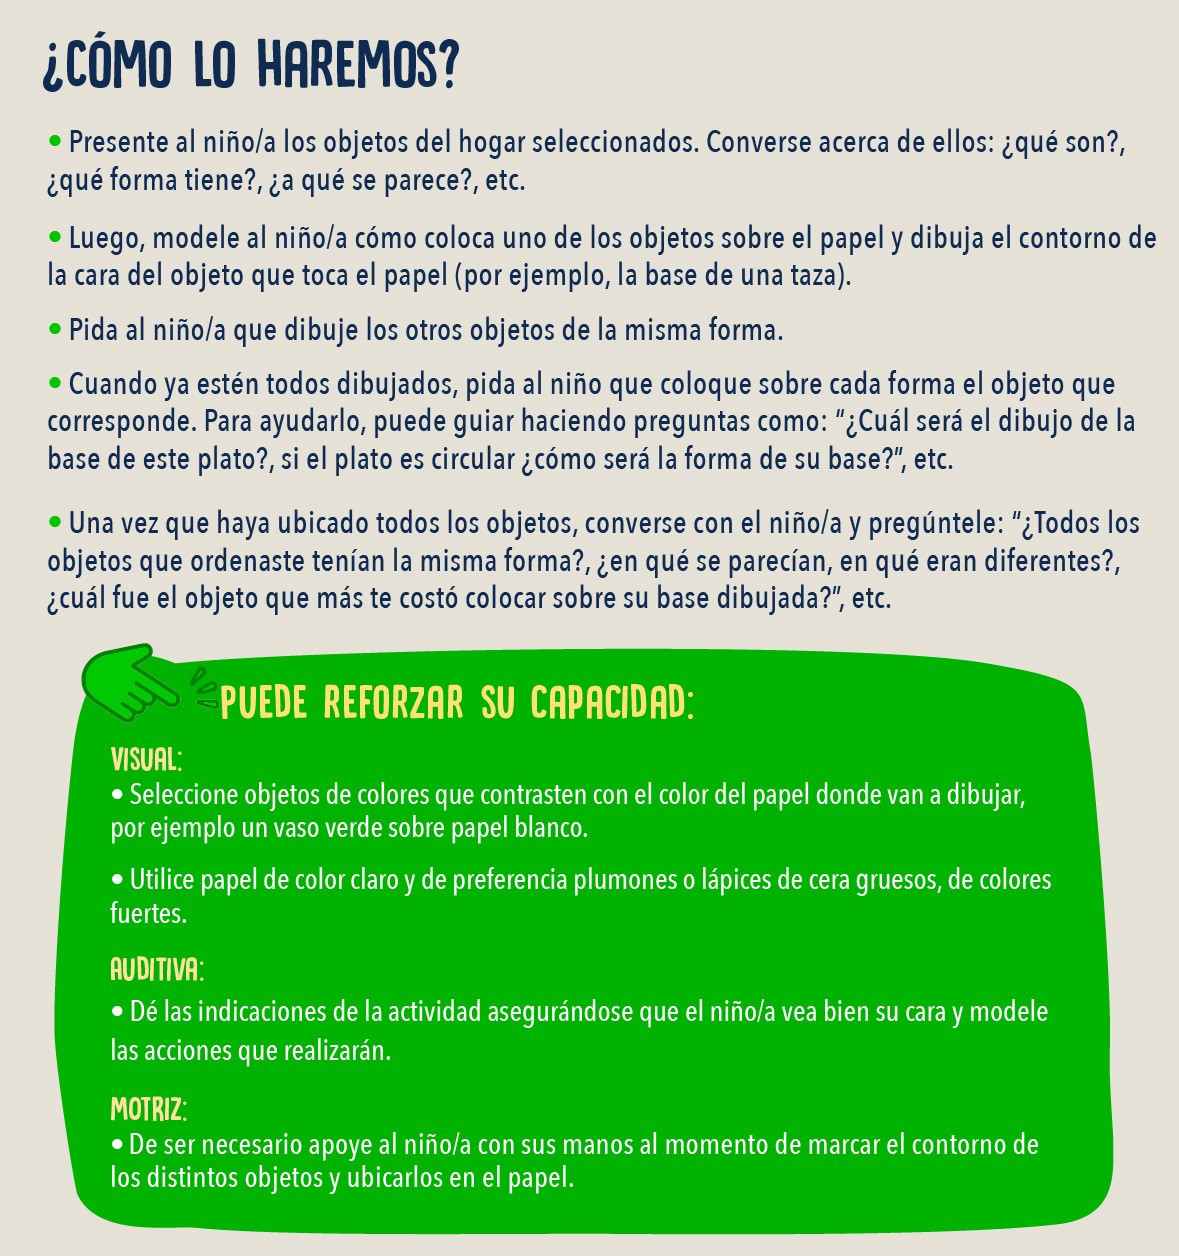 ¿CÓMO LO HAREMOS?
• Presente al niño/a los objetos del hogar seleccionados. Converse acerca de ellos: ¿qué son?,
¿qué forma tiene?, ¿a qué se parece?, etc.
• Luego, modele al niño/a cómo coloca uno de los objetos sobre el papel y dibuja el contorno de
la cara del objeto que toca el papel (por ejemplo, la base de una taza).
• Pida al niño/a que dibuje los otros objetos de la misma forma.
• Cuando ya estén todos dibujados, pida al niño que coloque sobre cada forma el objeto que
corresponde. Para ayudarlo, puede guiar haciendo preguntas como: “¿Cuál será el dibujo de la
base de este plato?, si el plato es circular ¿cómo será la forma de su base?”, etc.
• Una vez que haya ubicado todos los objetos, converse con el niño/a y pregúntele: “¿Todos los
objetos que ordenaste tenían la misma forma?, ¿en qué se parecían, en qué eran diferentes?,
¿cuál fue el objeto que más te costó colocar sobre su base dibujada?”, etc.
PUEDE REFORZAR SU CAPACIDAD:
VISUAL:
• Seleccione objetos de colores que contrasten con el color del papel donde van a dibujar,
por ejemplo un vaso verde sobre papel blanco.
• Utilice papel de color claro y de preferencia plumones o lápices de cera gruesos, de colores
fuertes.
AUDITIVA:
• Dé las indicaciones de la actividad asegurándose que el niño/a vea bien su cara y modele
las acciones que realizarán.
MOTRIZ:
• De ser necesario apoye al niño/a con sus manos al momento de marcar el contorno de
los distintos objetos y ubicarlos en el papel.